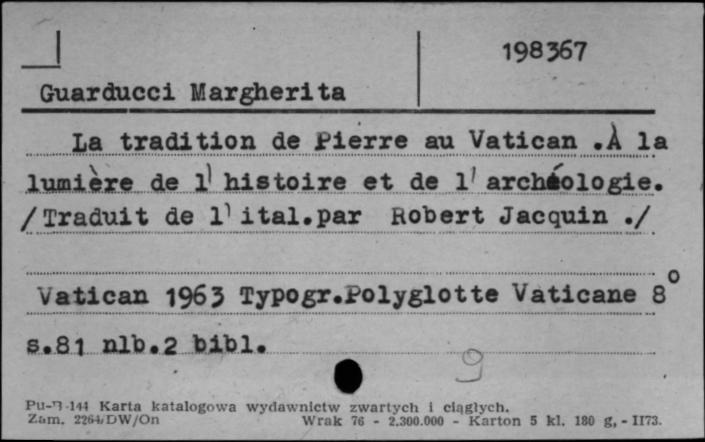 198367
Guarducci Margherita
La tradition de Pierre au Vatican .À la
lumière de l'histoire et de l'archéologie.
/Traduit de l'ital.par Robert Jacquin ./
Vatican 1963 Typogr.Polyglotte Vaticane 8°
s.81 nlb.2 bibl.
9
-144 Karta katalogowa wydawnictw zwartych i ciągłych.
Zam. 2264/DW/On Wrak 76 - 2.300.000 - Karton 5 kl. 180 g, - II73.